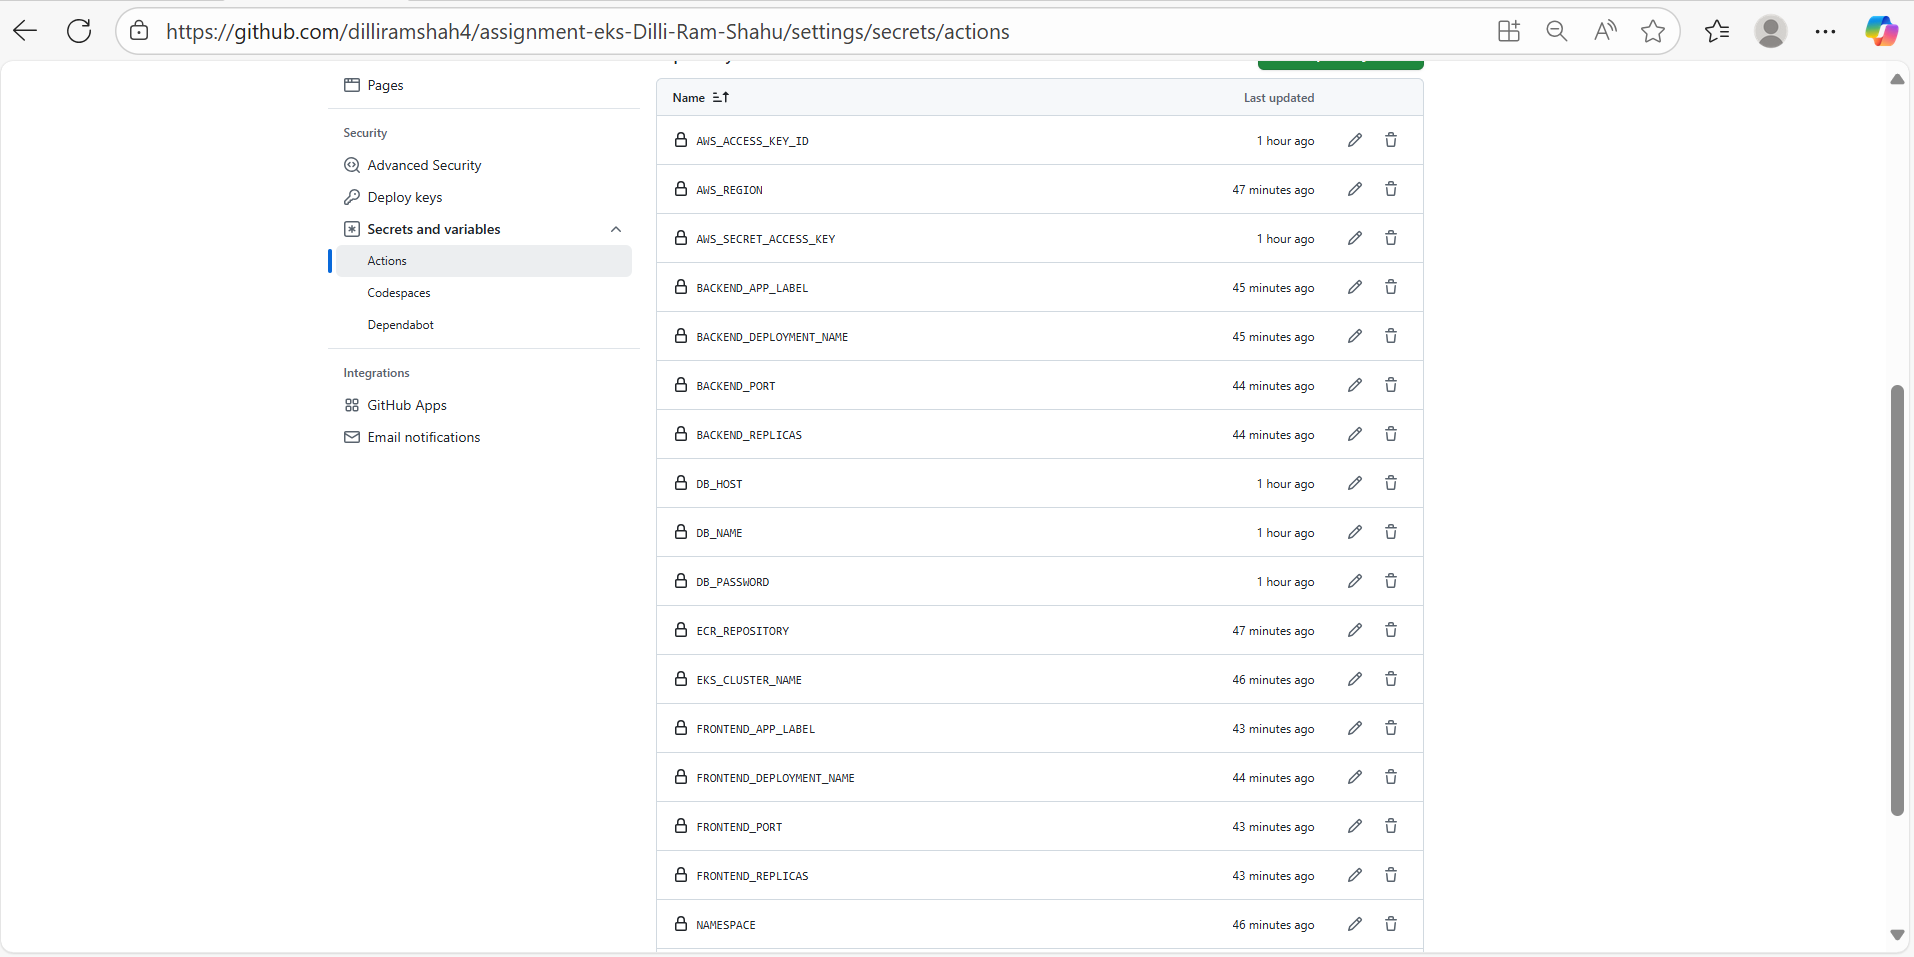 https://github.com/dilliramshah4/assignment-eks-Dilli-Ram-Shahu/settings/secrets/actions
Pages
Security
Advanced Security
Deploy keys
Secrets and variables
Actions
Codespaces
Dependabot
Integrations
GitHub Apps
Email notifications
Name Last updated
AWS_ACCESS_KEY_ID 1 hour ago
AWS_REGION 47 minutes ago
AWS_SECRET_ACCESS_KEY 1 hour ago
BACKEND_APP_LABEL 45 minutes ago
BACKEND_DEPLOYMENT_NAME 45 minutes ago
BACKEND_PORT 44 minutes ago
BACKEND_REPLICAS 44 minutes ago
DB_HOST 1 hour ago
DB_NAME 1 hour ago
DB_PASSWORD 1 hour ago
ECR_REPOSITORY 47 minutes ago
EKS_CLUSTER_NAME 46 minutes ago
FRONTEND_APP_LABEL 43 minutes ago
FRONTEND_DEPLOYMENT_NAME 44 minutes ago
FRONTEND_PORT 43 minutes ago
FRONTEND_REPLICAS 43 minutes ago
NAMESPACE 46 minutes ago